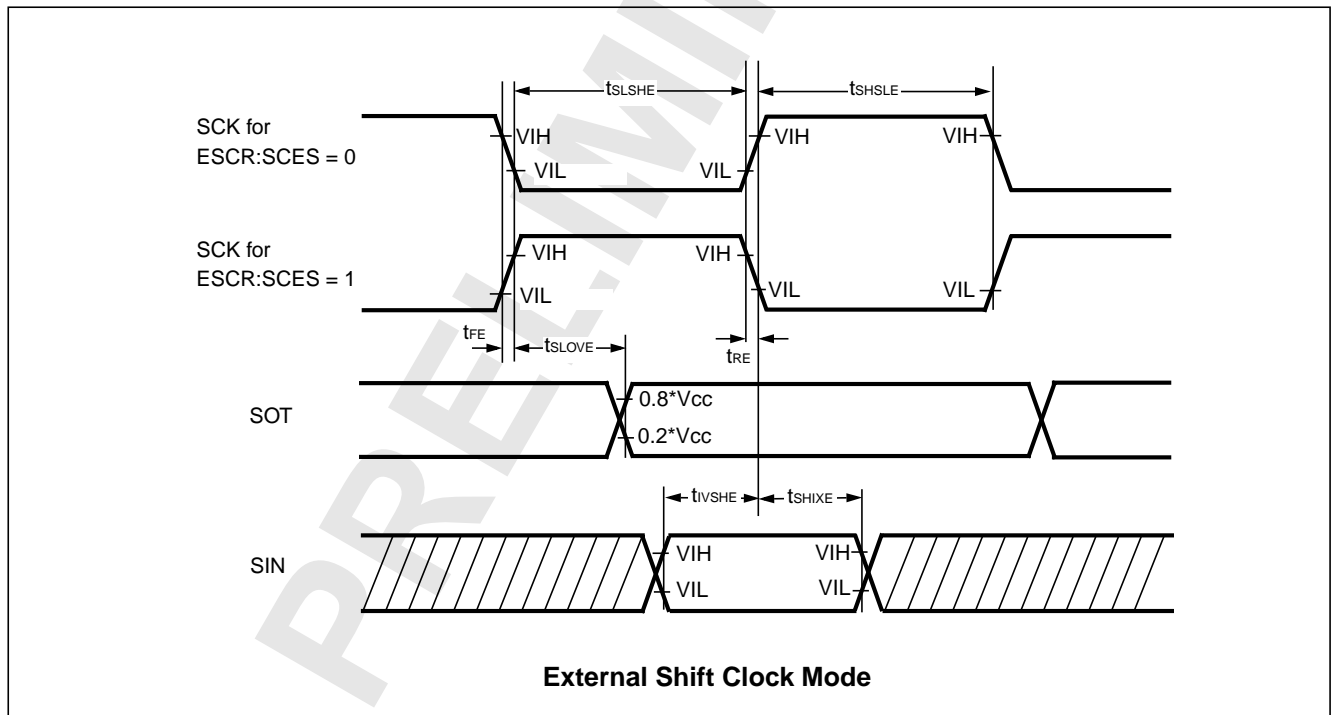 tSLSHE
tSHSLE
SCK for
ESCR:SCES = 0
VIH
VIL
VIL
VIH
VIH
SCK for
ESCR:SCES = 1
VIH
VIL
VIH
VIL
VIL
tFE
tSLOVE
tRE
SOT
0.8*Vcc
0.2*Vcc
tIVSHE
tSHIXE
SIN
VIH
VIL
VIH
VIL
External Shift Clock Mode